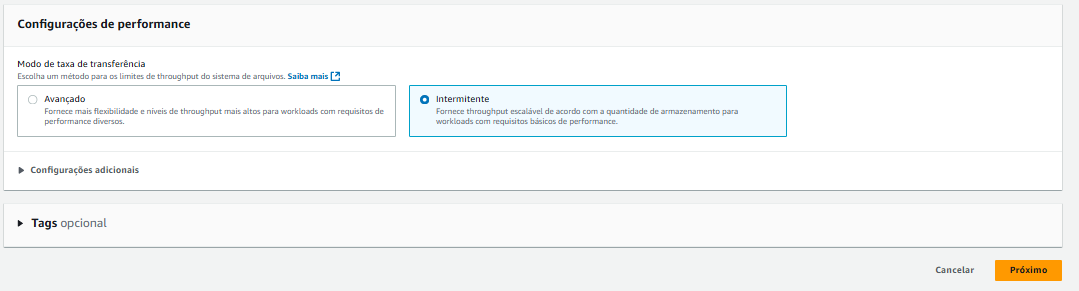 Configurações de performance
Modo de taxa de transferência
Escolha um método para os limites de throughput do sistema de arquivos. Saiba mais
Avançado
Fornece mais flexibilidade e níveis de throughput mais altos para workloads com requisitos de
performance diversos.
Intermitente
Fornece throughput escalável de acordo com a quantidade de armazenamento para
workloads com requisitos básicos de performance.
Configurações adicionais
Tags opcional
Cancelar
Próximo